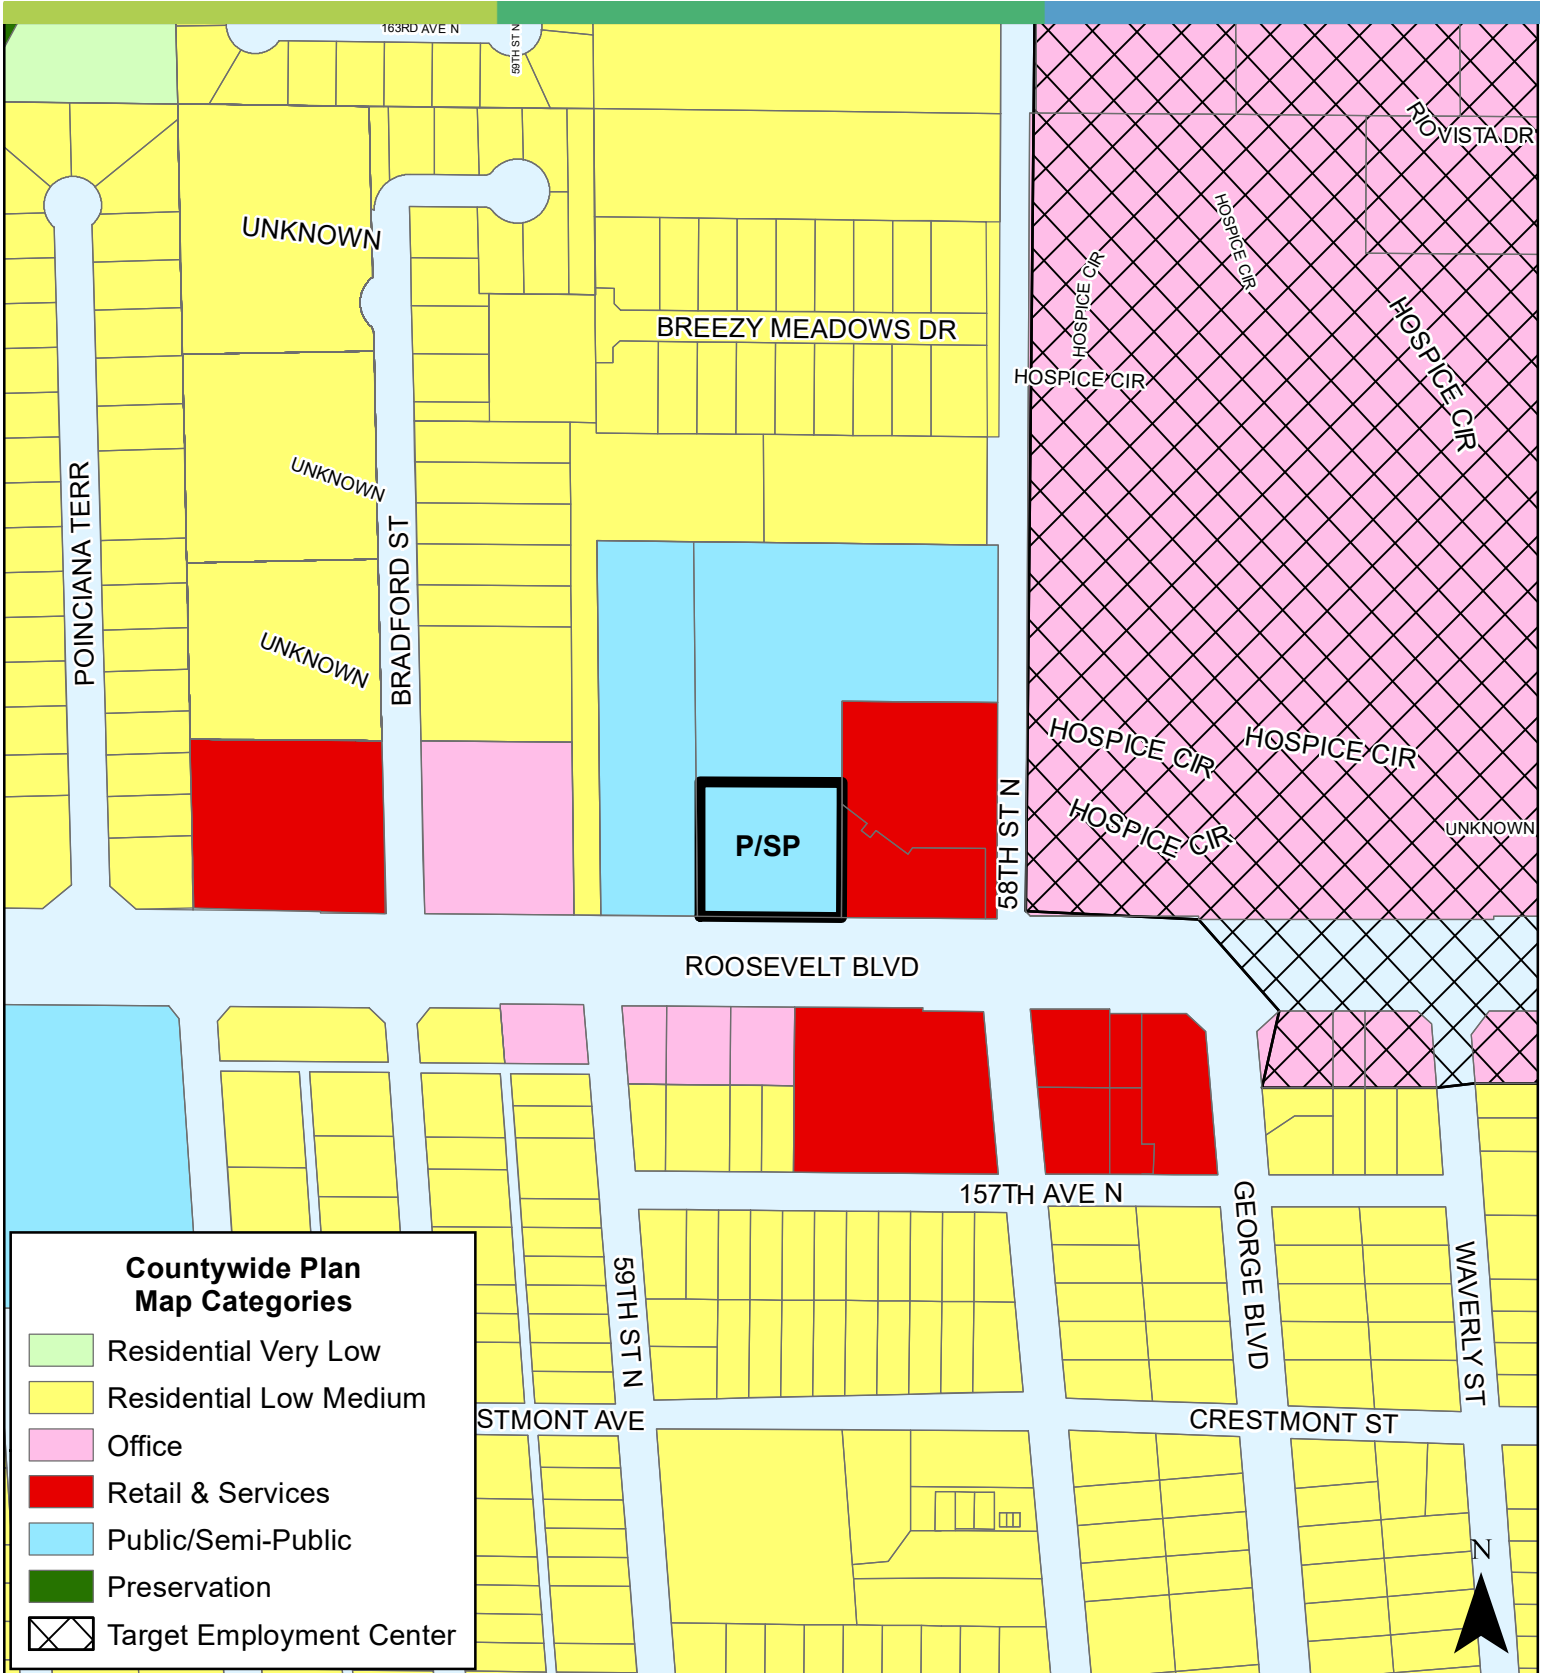 163RD AVE N
59TH ST N
RIO VISTA DR
UNKNOWN
HOSPICE CIR
HOSPICE CIR
BREEZY MEADOWS DR
HOSPICE CIR
HOSPICE CIR
UNKNOWN
POINCIANA TERR
BRADFORD ST
UNKNOWN
HOSPICE CIR
HOSPICE CIR
HOSPICE CIR
UNKNOWN
P/SP
58TH ST N
ROOSEVELT BLVD
157TH AVE N
GEORGE BLVD
WAVERLY ST
59TH ST N
STMONT AVE
CRESTMONT ST
Countywide Plan
Map Categories
Residential Very Low
Residential Low Medium
Office
Retail & Services
Public/Semi-Public
Preservation
Target Employment Center
N